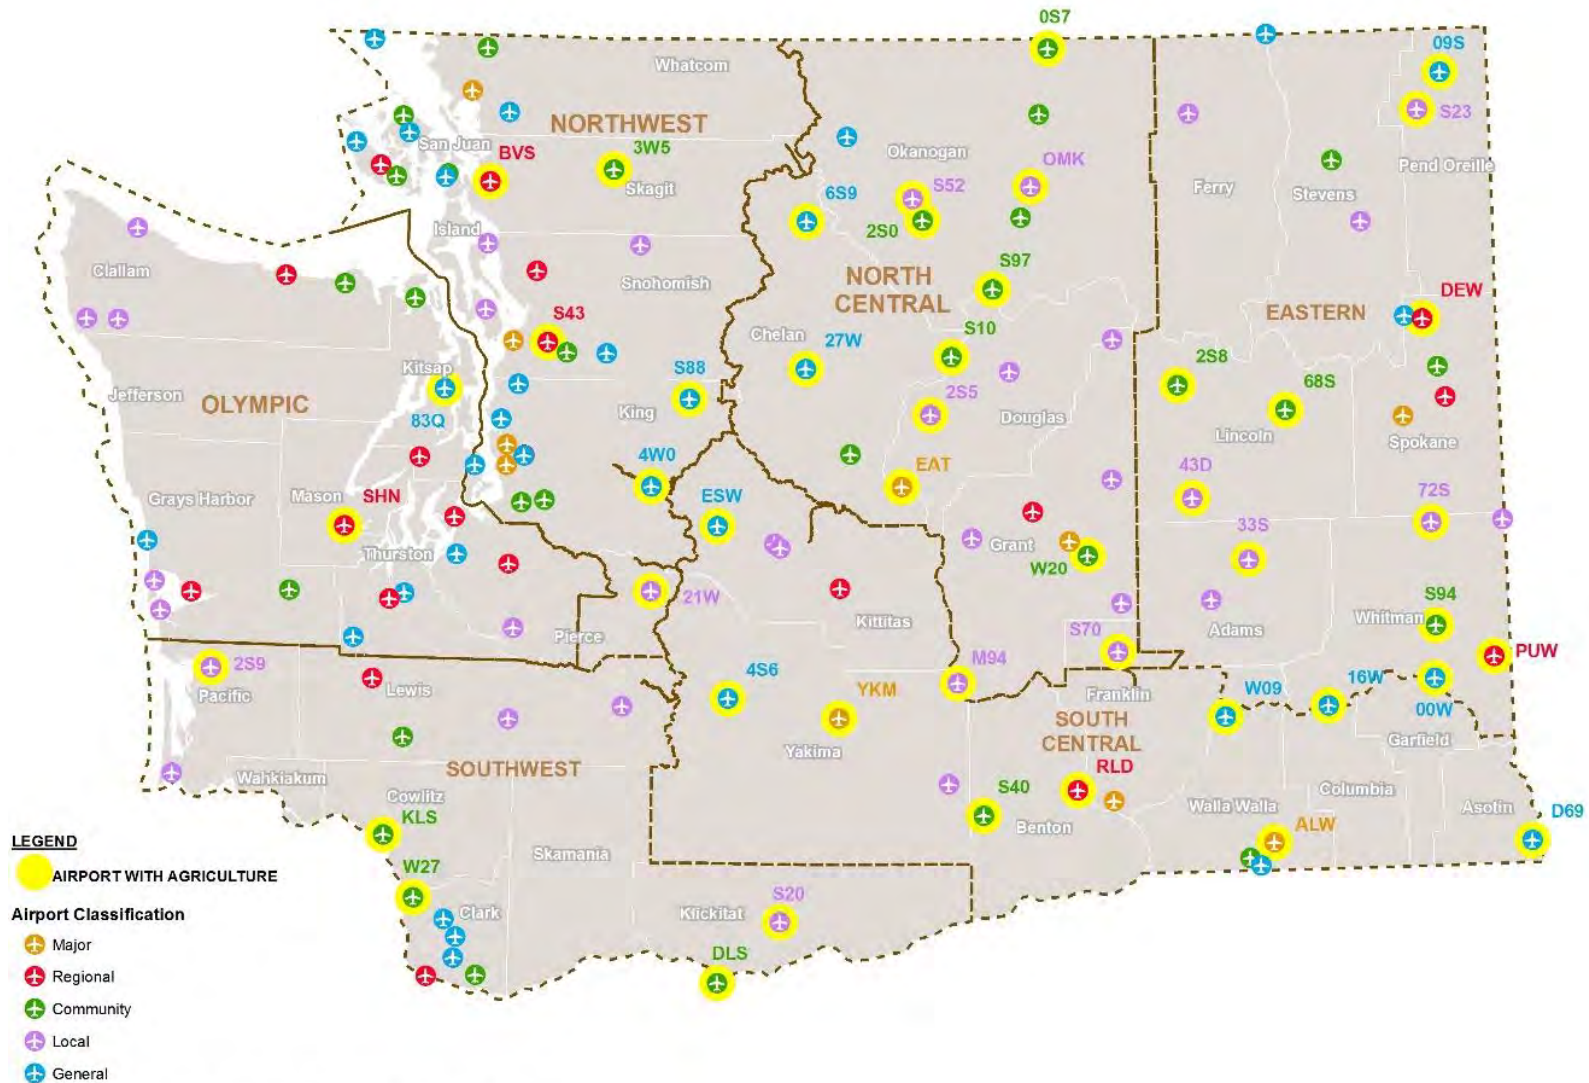 0S7
09S
Whatcom
NORTHWEST
S23
San Juan
BVS
3W5
Okanogan
OMK
Pend Oreille
Skagit
6S9
S52
Ferry
Stevens
Island
2S0
Clallam
Snohomish
NORTH
CENTRAL
S97
DEW
S43
EASTERN
Chelan
27W
S10
Kitsap
S88
2S8
68S
Jefferson
OLYMPIC
83Q
King
2S5
Douglas
Lincoln
Spokane
4W0
43D
72S
Grays Harbor
Mason
SHN
ESW
EAT
33S
Thurston
Grant
W20
21W
S94
Kittitas
Whitman
Pierce
S70
Adams
PUW
2S9
Pacific
Lewis
4S6
YKM
M94
Franklin
W09
16W
00W
SOUTH
CENTRAL
Yakima
Garfield
SOUTHWEST
RLD
Wahkiakum
Cowlitz
KLS
S40
Benton
Walla Walla
Columbia
Asotin
D69
ALW
Skamania
W27
Clark
Klickitat
S20
DLS
LEGEND
AIRPORT WITH AGRICULTURE
Airport Classification
Major
Regional
Community
Local
General